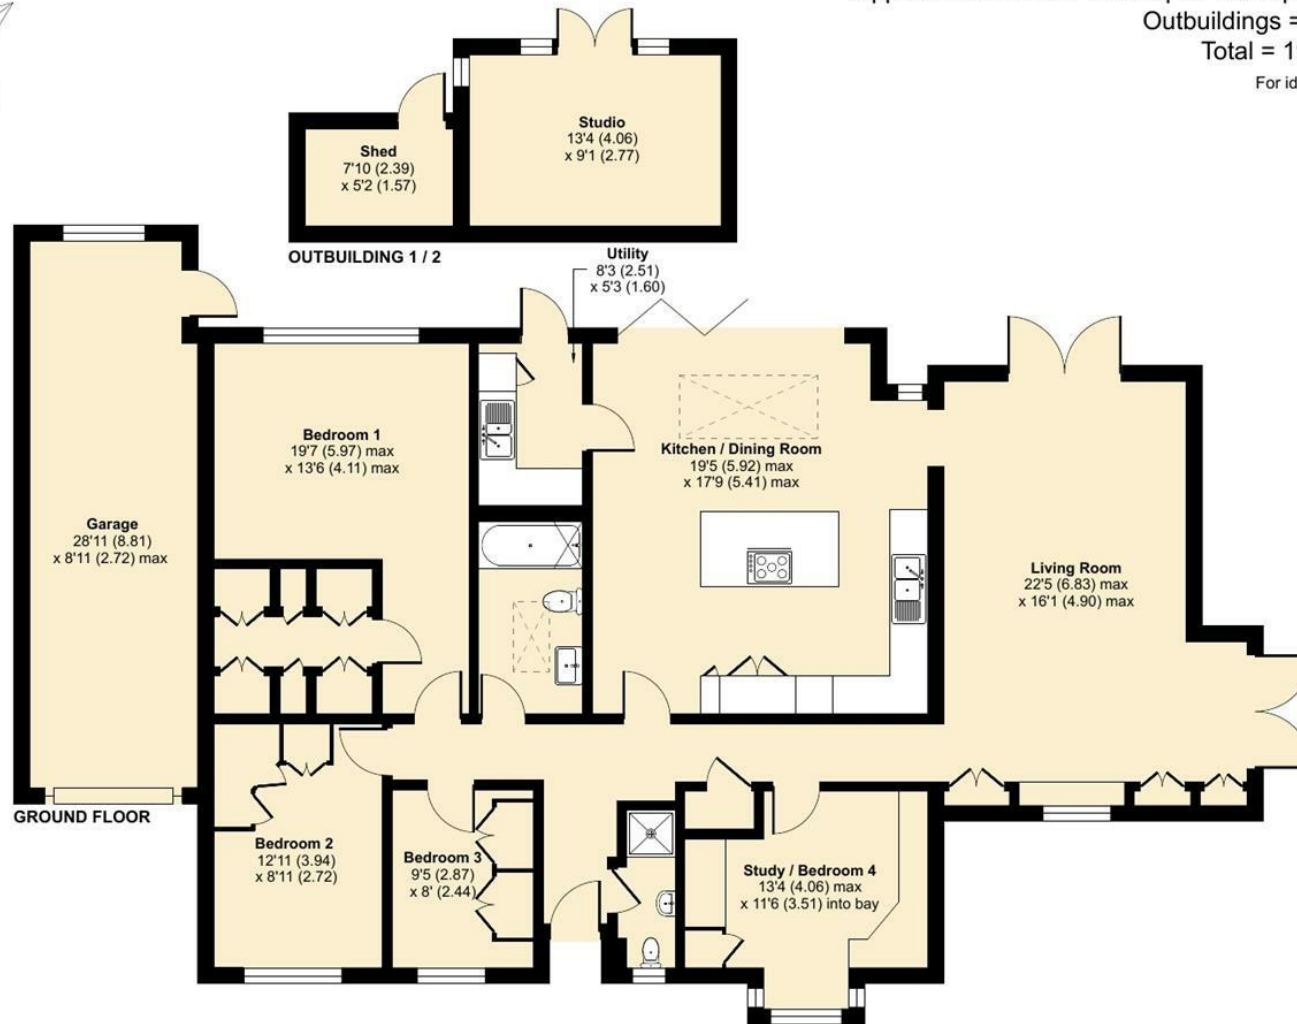 Outbuildings =
Total = 1
For id
Studio
13'4 (4.06)
x 9'1 (2.77)
Shed
7'10 (2.39)
x 5'2 (1.57)
OUTBUILDING 1 / 2
Utility
8'3 (2.51)
x 5'3 (1.60)
Bedroom 1
19'7 (5.97) max
x 13'6 (4.11) max
Kitchen / Dining Room
19'5 (5.92) max
x 17'9 (5.41) max
Garage
28'11 (8.81)
x 8'11 (2.72) max
Living Room
22'5 (6.83) max
x 16'1 (4.90) max
GROUND FLOOR
Bedroom 2
12'11 (3.94)
x 8'11 (2.72)
Bedroom 3
9'5 (2.87)
x 8' (2.44)
Study / Bedroom 4
13'4 (4.06) max
x 11'6 (3.51) into bay